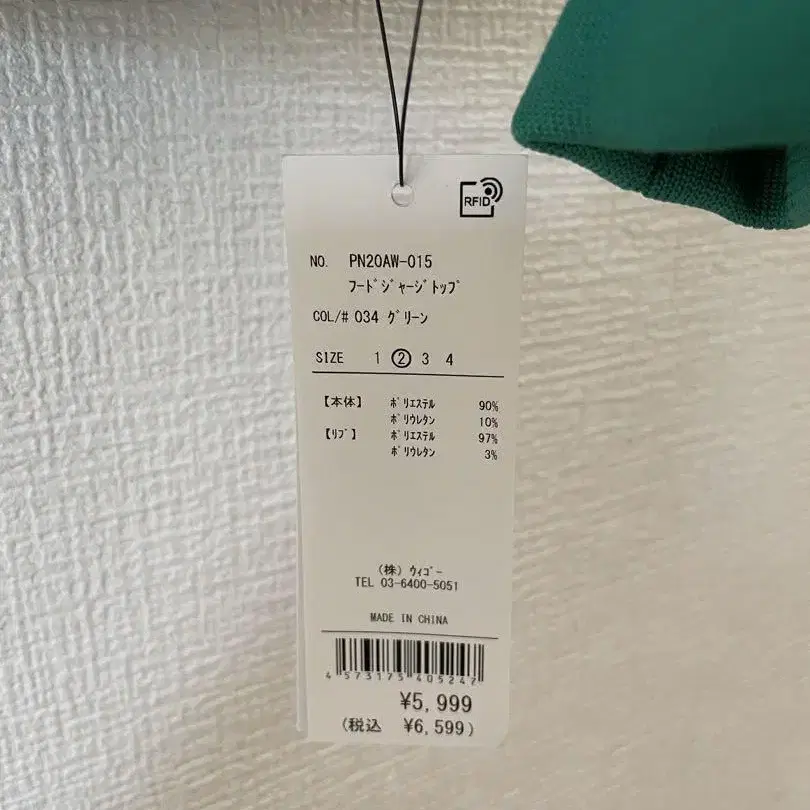 RFID
NO. PN20AW-015
ﾌｰﾄﾞｼﾞｬｰｼﾞﾄｯﾌﾟ
COL/# 034 ｸﾞﾘｰﾝ
SIZE 1 ② 3 4
【本体】 ﾎﾟﾘｴｽﾃﾙ 90%
ﾎﾟﾘｳﾚﾀﾝ 10%
【ﾘﾌﾞ】 ﾎﾟﾘｴｽﾃﾙ 97%
ﾎﾟﾘｳﾚﾀﾝ 3%
(株) ｳｨｺﾞｰ
TEL 03-6400-5051
MADE IN CHINA
4 573175 405247
¥5,999
(税込 ¥6,599)